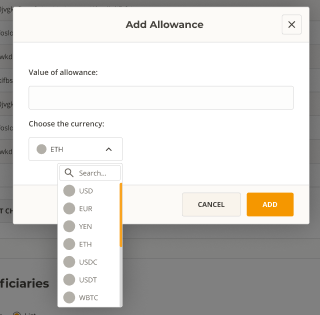 Add Allowance
Value of allowance:
Choose the currency:
ETH
Search...
USD
EUR
YEN
ETH
USDC
USDT
WBTC
CANCEL
ADD
ficiaries